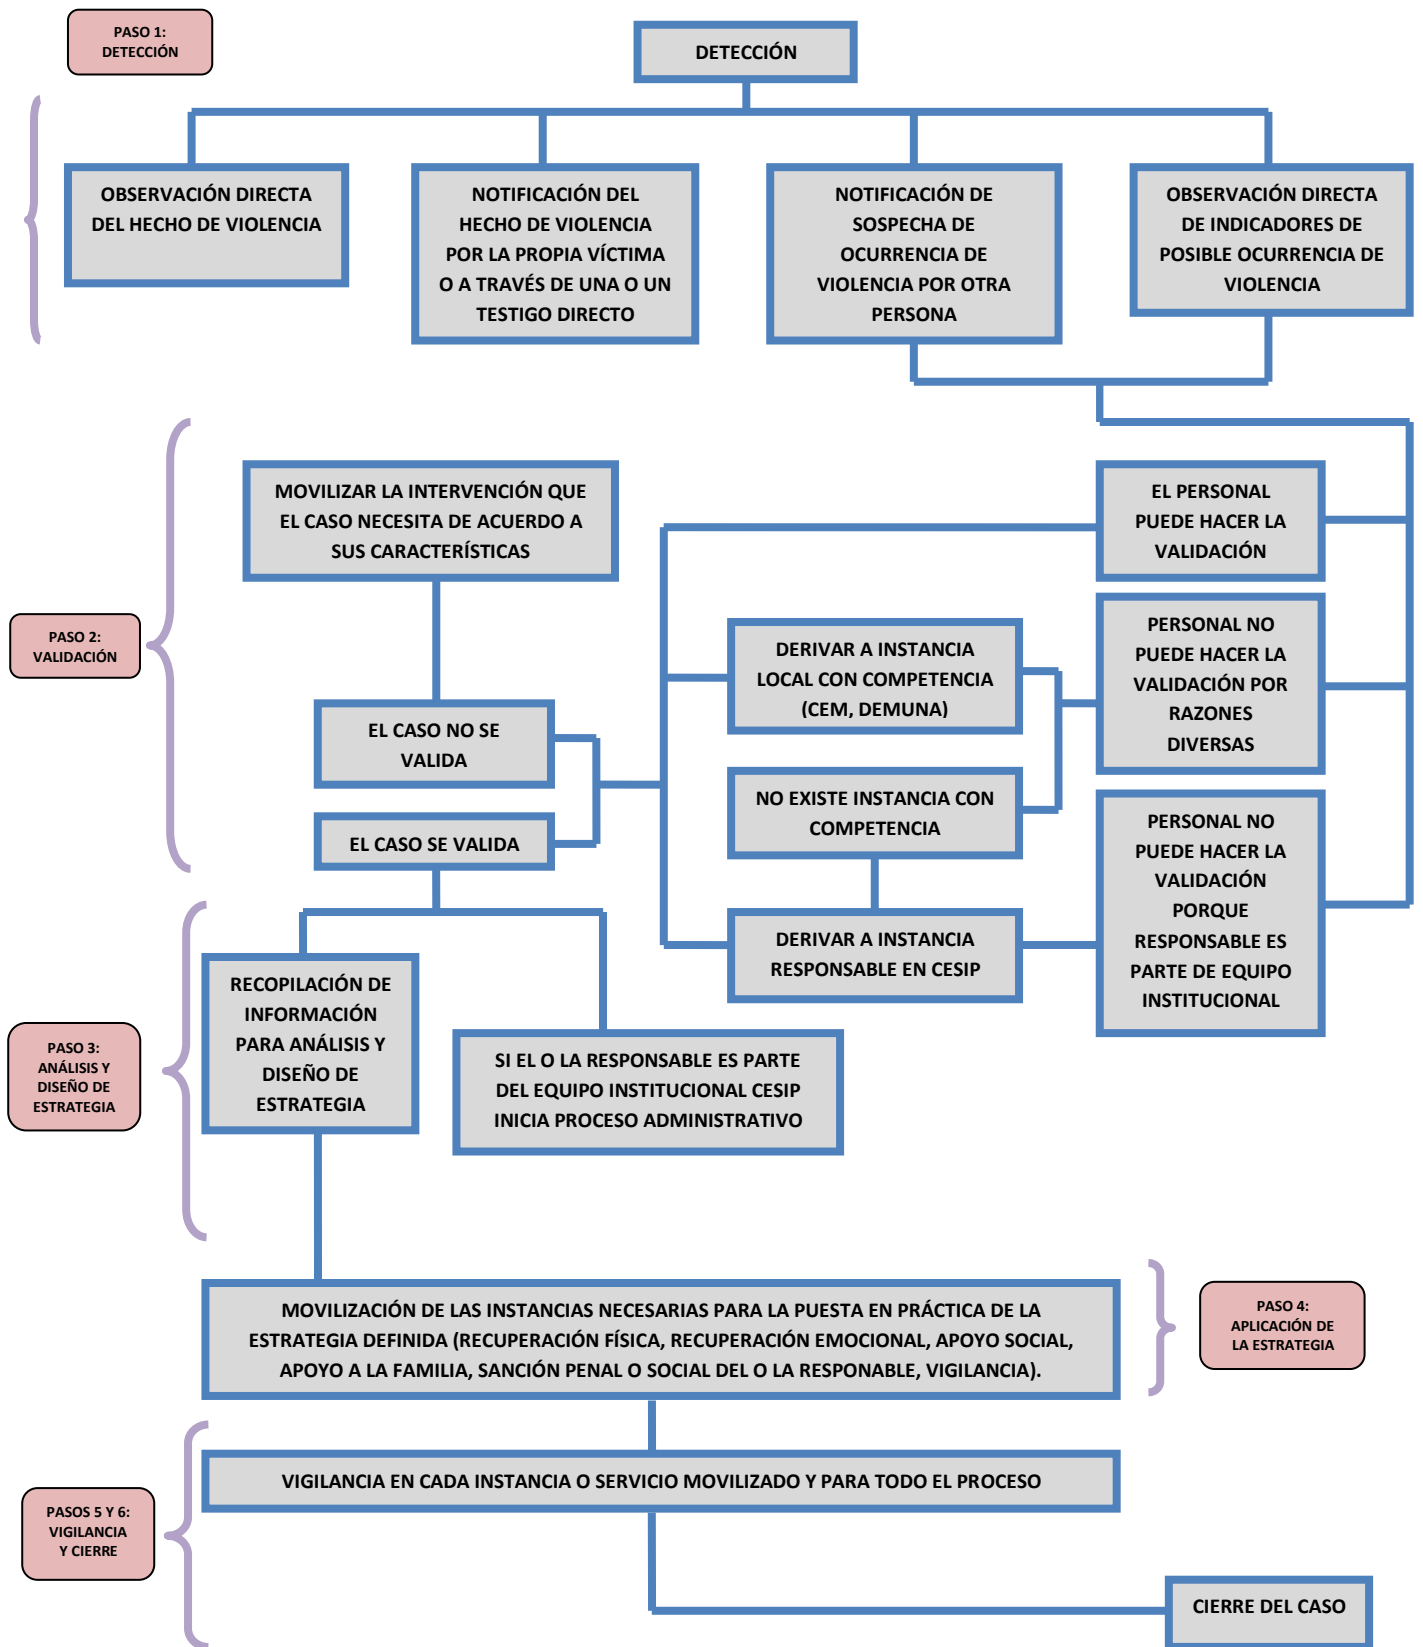 PASO 1:
DETECCIÓN
DETECCIÓN
OBSERVACIÓN DIRECTA
DEL HECHO DE VIOLENCIA
NOTIFICACIÓN DEL
HECHO DE VIOLENCIA
POR LA PROPIA VÍCTIMA
O A TRAVÉS DE UNA O UN
TESTIGO DIRECTO
NOTIFICACIÓN DE
SOSPECHA DE
OCURRENCIA DE
VIOLENCIA POR OTRA
PERSONA
OBSERVACIÓN DIRECTA
DE INDICADORES DE
POSIBLE OCURRENCIA DE
VIOLENCIA
PASO 2:
VALIDACIÓN
MOVILIZAR LA INTERVENCIÓN QUE
EL CASO NECESITA DE ACUERDO A
SUS CARACTERÍSTICAS
EL PERSONAL
PUEDE HACER LA
VALIDACIÓN
DERIVAR A INSTANCIA
LOCAL CON COMPETENCIA
(CEM, DEMUNA)
PERSONAL NO
PUEDE HACER LA
VALIDACIÓN POR
RAZONES
DIVERSAS
EL CASO NO SE
VALIDA
NO EXISTE INSTANCIA CON
COMPETENCIA
EL CASO SE VALIDA
PERSONAL NO
PUEDE HACER LA
VALIDACIÓN
PORQUE
RESPONSABLE ES
PARTE DE EQUIPO
INSTITUCIONAL
DERIVAR A INSTANCIA
RESPONSABLE EN CESIP
PASO 3:
ANÁLISIS Y
DISEÑO DE
ESTRATEGIA
RECOPILACIÓN DE
INFORMACIÓN
PARA ANÁLISIS Y
DISEÑO DE
ESTRATEGIA
SI EL O LA RESPONSABLE ES PARTE
DEL EQUIPO INSTITUCIONAL CESIP
INICIA PROCESO ADMINISTRATIVO
MOVILIZACIÓN DE LAS INSTANCIAS NECESARIAS PARA LA PUESTA EN PRÁCTICA DE LA
ESTRATEGIA DEFINIDA (RECUPERACIÓN FÍSICA, RECUPERACIÓN EMOCIONAL, APOYO SOCIAL,
APOYO A LA FAMILIA, SANCIÓN PENAL O SOCIAL DEL O LA RESPONABLE, VIGILANCIA).
PASO 4:
APLICACIÓN DE
LA ESTRATEGIA
VIGILANCIA EN CADA INSTANCIA O SERVICIO MOVILIZADO Y PARA TODO EL PROCESO
PASOS 5 Y 6:
VIGILANCIA
Y CIERRE
CIERRE DEL CASO